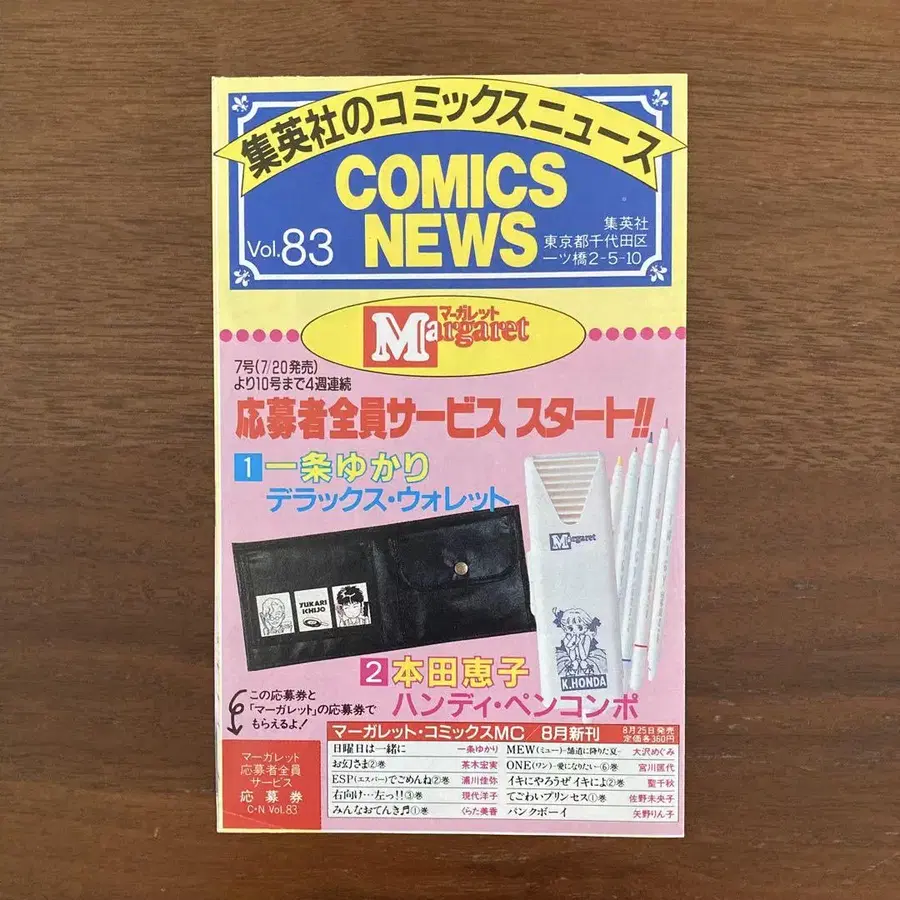 集英社のコミックスニュース
COMICS
NEWS
Vol.83
集英社
東京都千代田区
一ツ橋2-5-10
マーガレット
Margaret
7号(7/20発売)
より10号まで4週連続
応募者全員サービス スタート!!
1 一条ゆかり
デラックス・ウォレット
Margaret
YUKARI
ICHIJO
K.HONDA
2 本田恵子
ハンディ・ペンコンポ
この応募券と
「マーガレット」の応募券で
もらえるよ!
マーガレット
応募者全員
サービス
応募券
C・N Vol.83
マーガレット・コミックスMC/8月新刊
8月25日発売
定価各360円
日曜日は一緒に 一条ゆかり
お幻さま②巻 茶木宏実
ESP(エスパー)でごめんね②巻 浦川佳弥
右向け…左っ!!③巻 現代洋子
みんなおてんき♬①巻 くらた美香
MEW(ミュー)-舗道に降りた夏- 大沢めぐみ
ONE(ワン)-愛になりたい-⑥巻 宮川匡代
イキにやろうぜイキによ②巻 聖千秋
てごわいプリンセス①巻 佐野未央子
パンクボーイ 矢野りん子